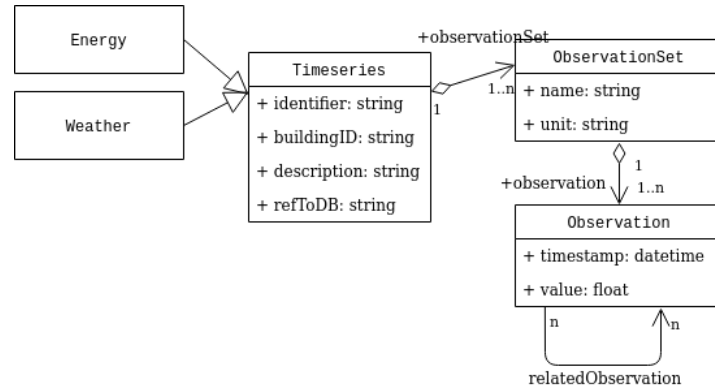 Energy
Weather
Timeseries
+ identifier: string
+ buildingID: string
+ description: string
+ refToDB: string
+observationSet
1
1..n
ObservationSet
+ name: string
+ unit: string
1
+observation
1..n
Observation
+ timestamp: datetime
+ value: float
n
n
relatedObservation